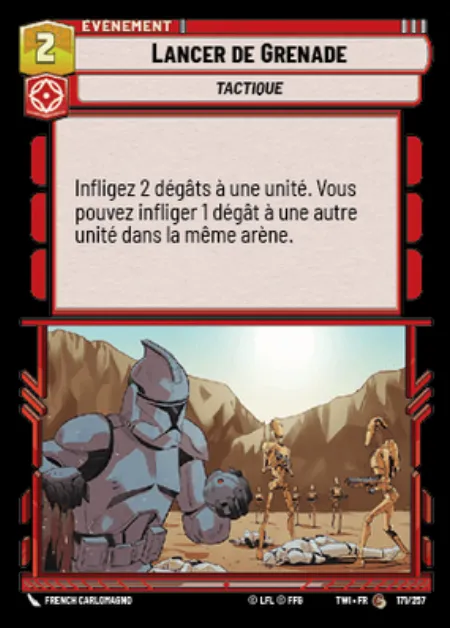 ÉVÉNEMENT
2
LANCER DE GRENADE
TACTIQUE
Infligez 2 dégâts à une unité. Vous
pouvez infliger 1 dégât à une autre
unité dans la même arène.
FRENCH CARLOMAGNO
© LFL © FFG
TWI • FR C 171/257